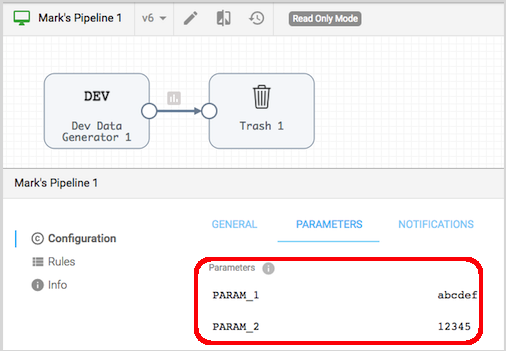 Mark's Pipeline 1 v6 Read Only Mode
DEV
Dev Data
Generator 1
Trash 1
Mark's Pipeline 1
GENERAL PARAMETERS NOTIFICATIONS
Configuration
Rules
Info
Parameters
PARAM_1 abcdef
PARAM_2 12345